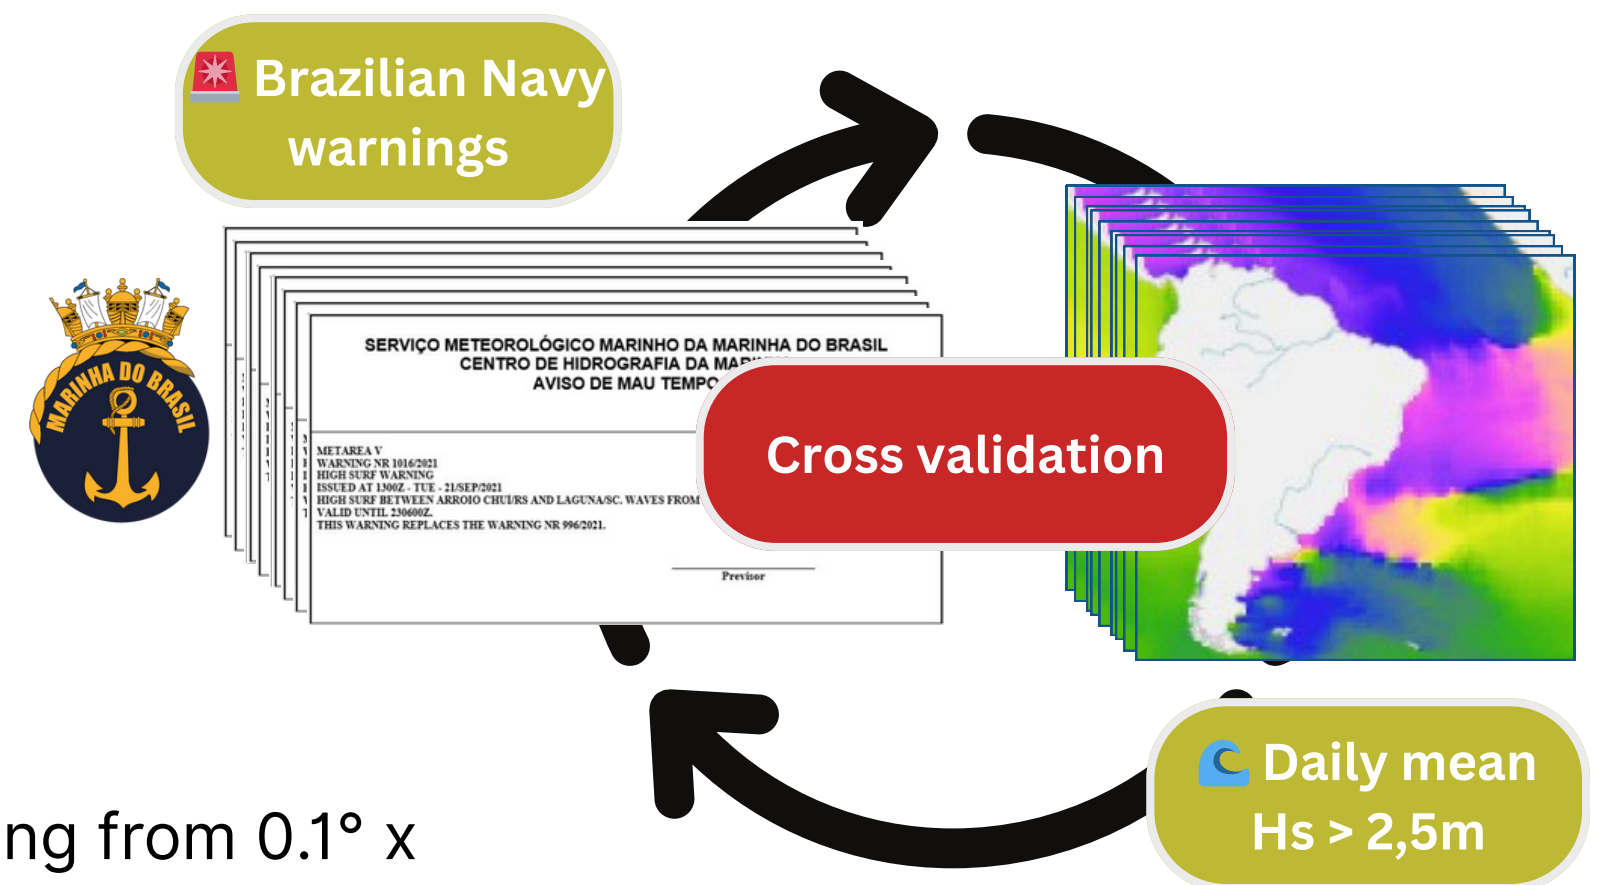 🚨 Brazilian Navy
warnings
MARINHA DO BRASIL
SERVIÇO METEOROLÓGICO MARINHO DA MARINHA DO BRASIL
CENTRO DE HIDROGRAFIA DA
AVISO DE MAU TEMPO
METAREA V
WARNING NR 1016/2021
HIGH SURF WARNING
ISSUED AT 1300Z - TUE - 21/SEP/2021
HIGH SURF BETWEEN ARROIO CHUI/RS AND LAGUNA/SC. WAVES FROM
VALID UNTIL 230600Z.
THIS WARNING REPLACES THE WARNING NR 996/2021.
Previsor
Cross validation
🌊 Daily mean
Hs > 2,5m
ng from 0.1° x